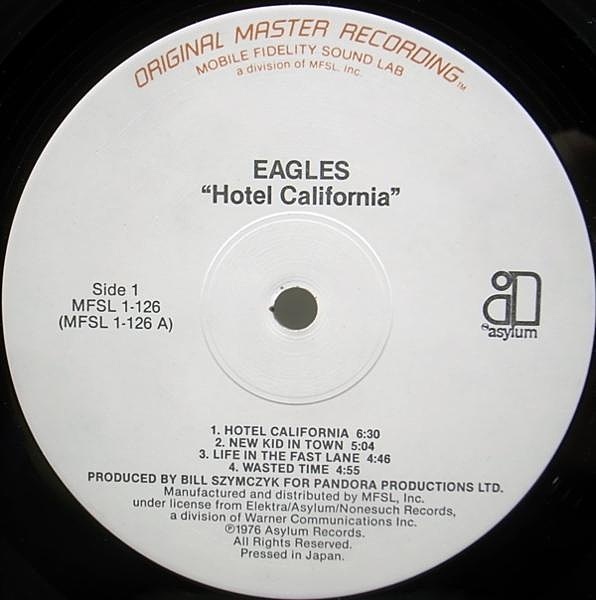 ORIGINAL MASTER RECORDING™
MOBILE FIDELITY SOUND LAB
a division of MFSL, Inc.
EAGLES
“Hotel California”
Side 1
MFSL 1-126
(MFSL 1-126 A)
asylum
1. HOTEL CALIFORNIA 6:30
2. NEW KID IN TOWN 5:04
3. LIFE IN THE FAST LANE 4:46
4. WASTED TIME 4:55
PRODUCED BY BILL SZYMCZYK FOR PANDORA PRODUCTIONS LTD.
Manufactured and distributed by MFSL, Inc.
under license from Elektra/Asylum/Nonesuch Records,
a division of Warner Communications Inc.
℗1976 Asylum Records.
All Rights Reserved.
Pressed in Japan.